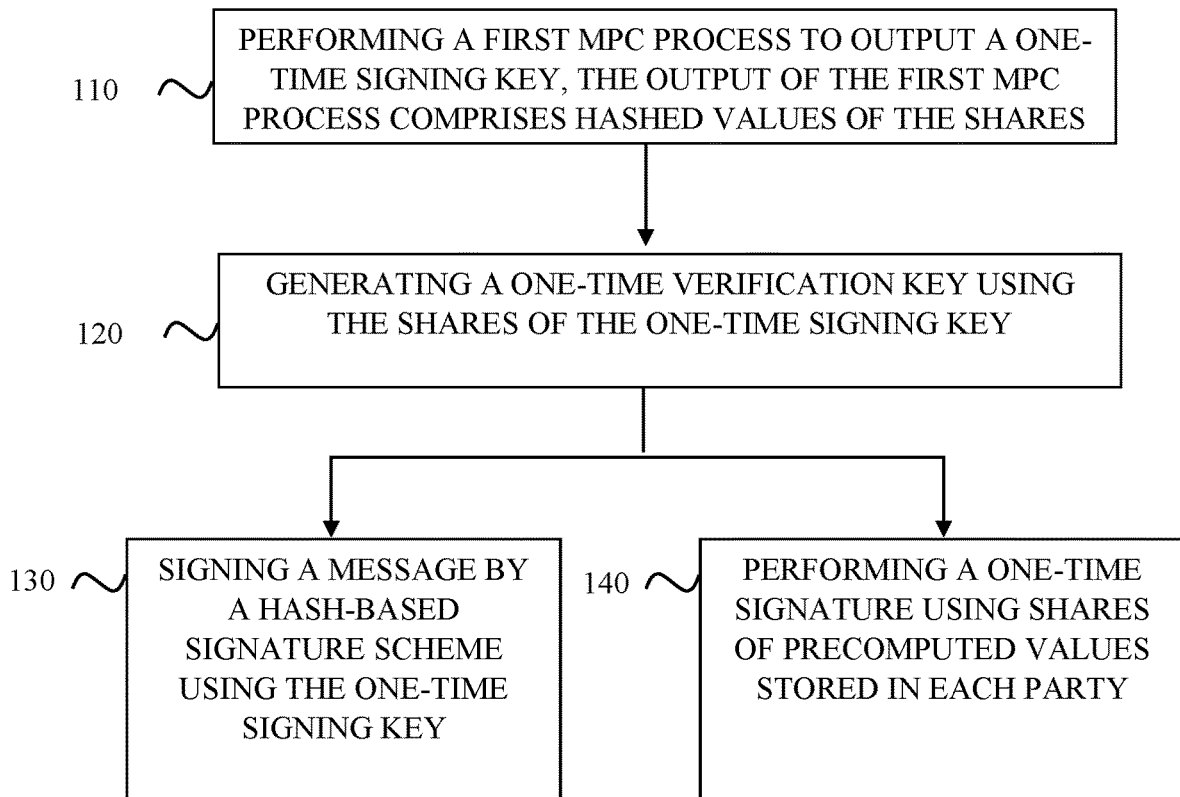 PERFORMING A FIRST MPC PROCESS TO OUTPUT A ONE-
TIME SIGNING KEY, THE OUTPUT OF THE FIRST MPC
PROCESS COMPRISES HASHED VALUES OF THE SHARES
110
GENERATING A ONE-TIME VERIFICATION KEY USING
THE SHARES OF THE ONE-TIME SIGNING KEY
120
130
SIGNING A MESSAGE BY
A HASH-BASED
SIGNATURE SCHEME
USING THE ONE-TIME
SIGNING KEY
140
PERFORMING A ONE-TIME
SIGNATURE USING SHARES
OF PRECOMPUTED VALUES
STORED IN EACH PARTY